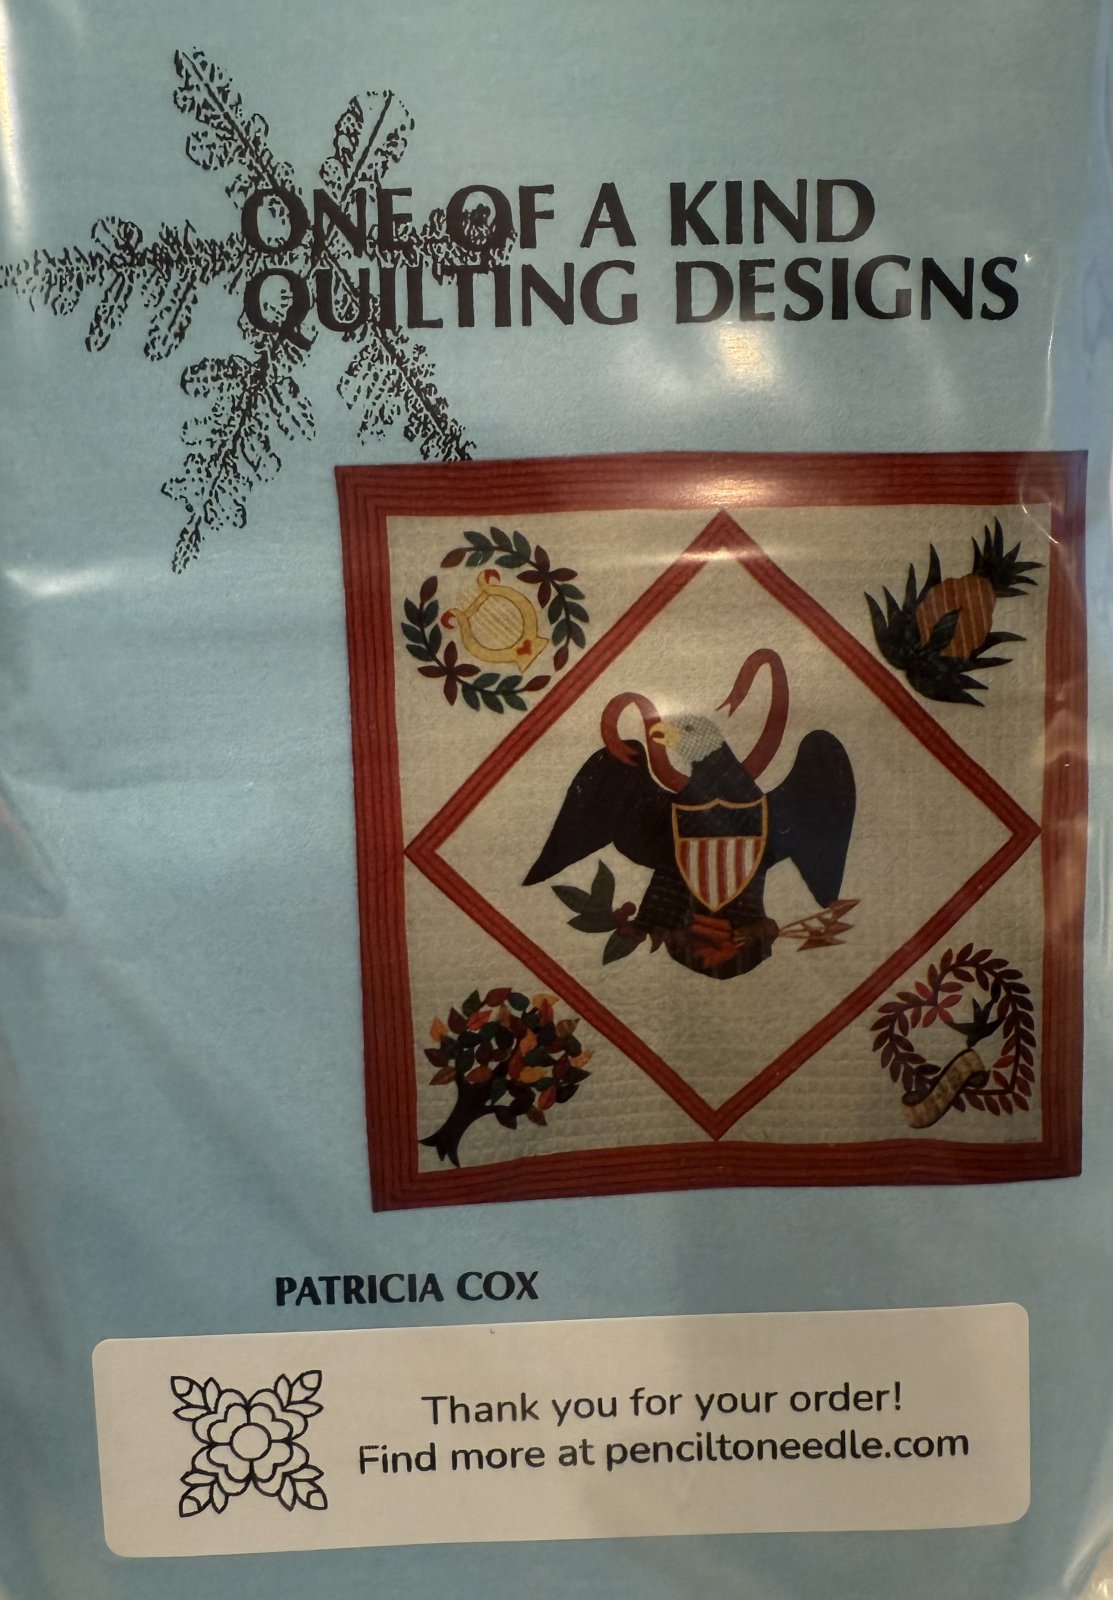 ONE OF A KIND
QUILTING DESIGNS
PATRICIA COX
Thank you for your order!
Find more at penciltoneedle.com